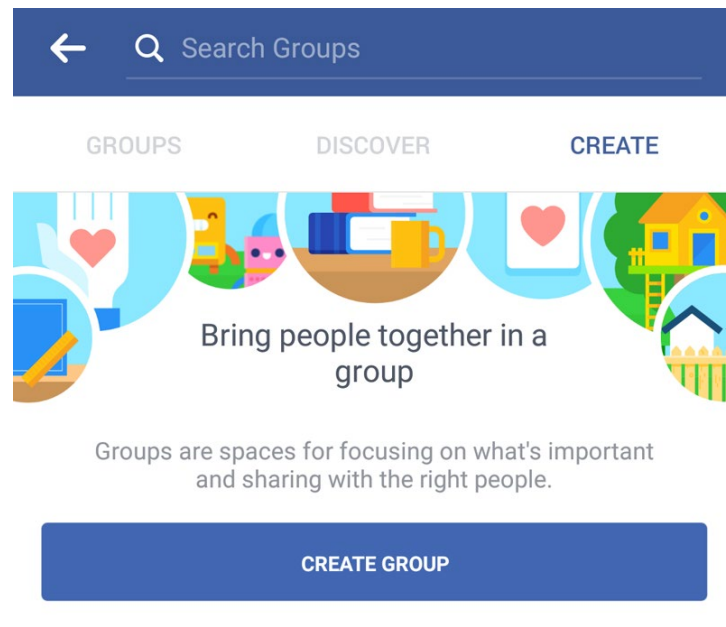 Search Groups
GROUPS DISCOVER CREATE
Bring people together in a
group
Groups are spaces for focusing on what's important
and sharing with the right people.
CREATE GROUP